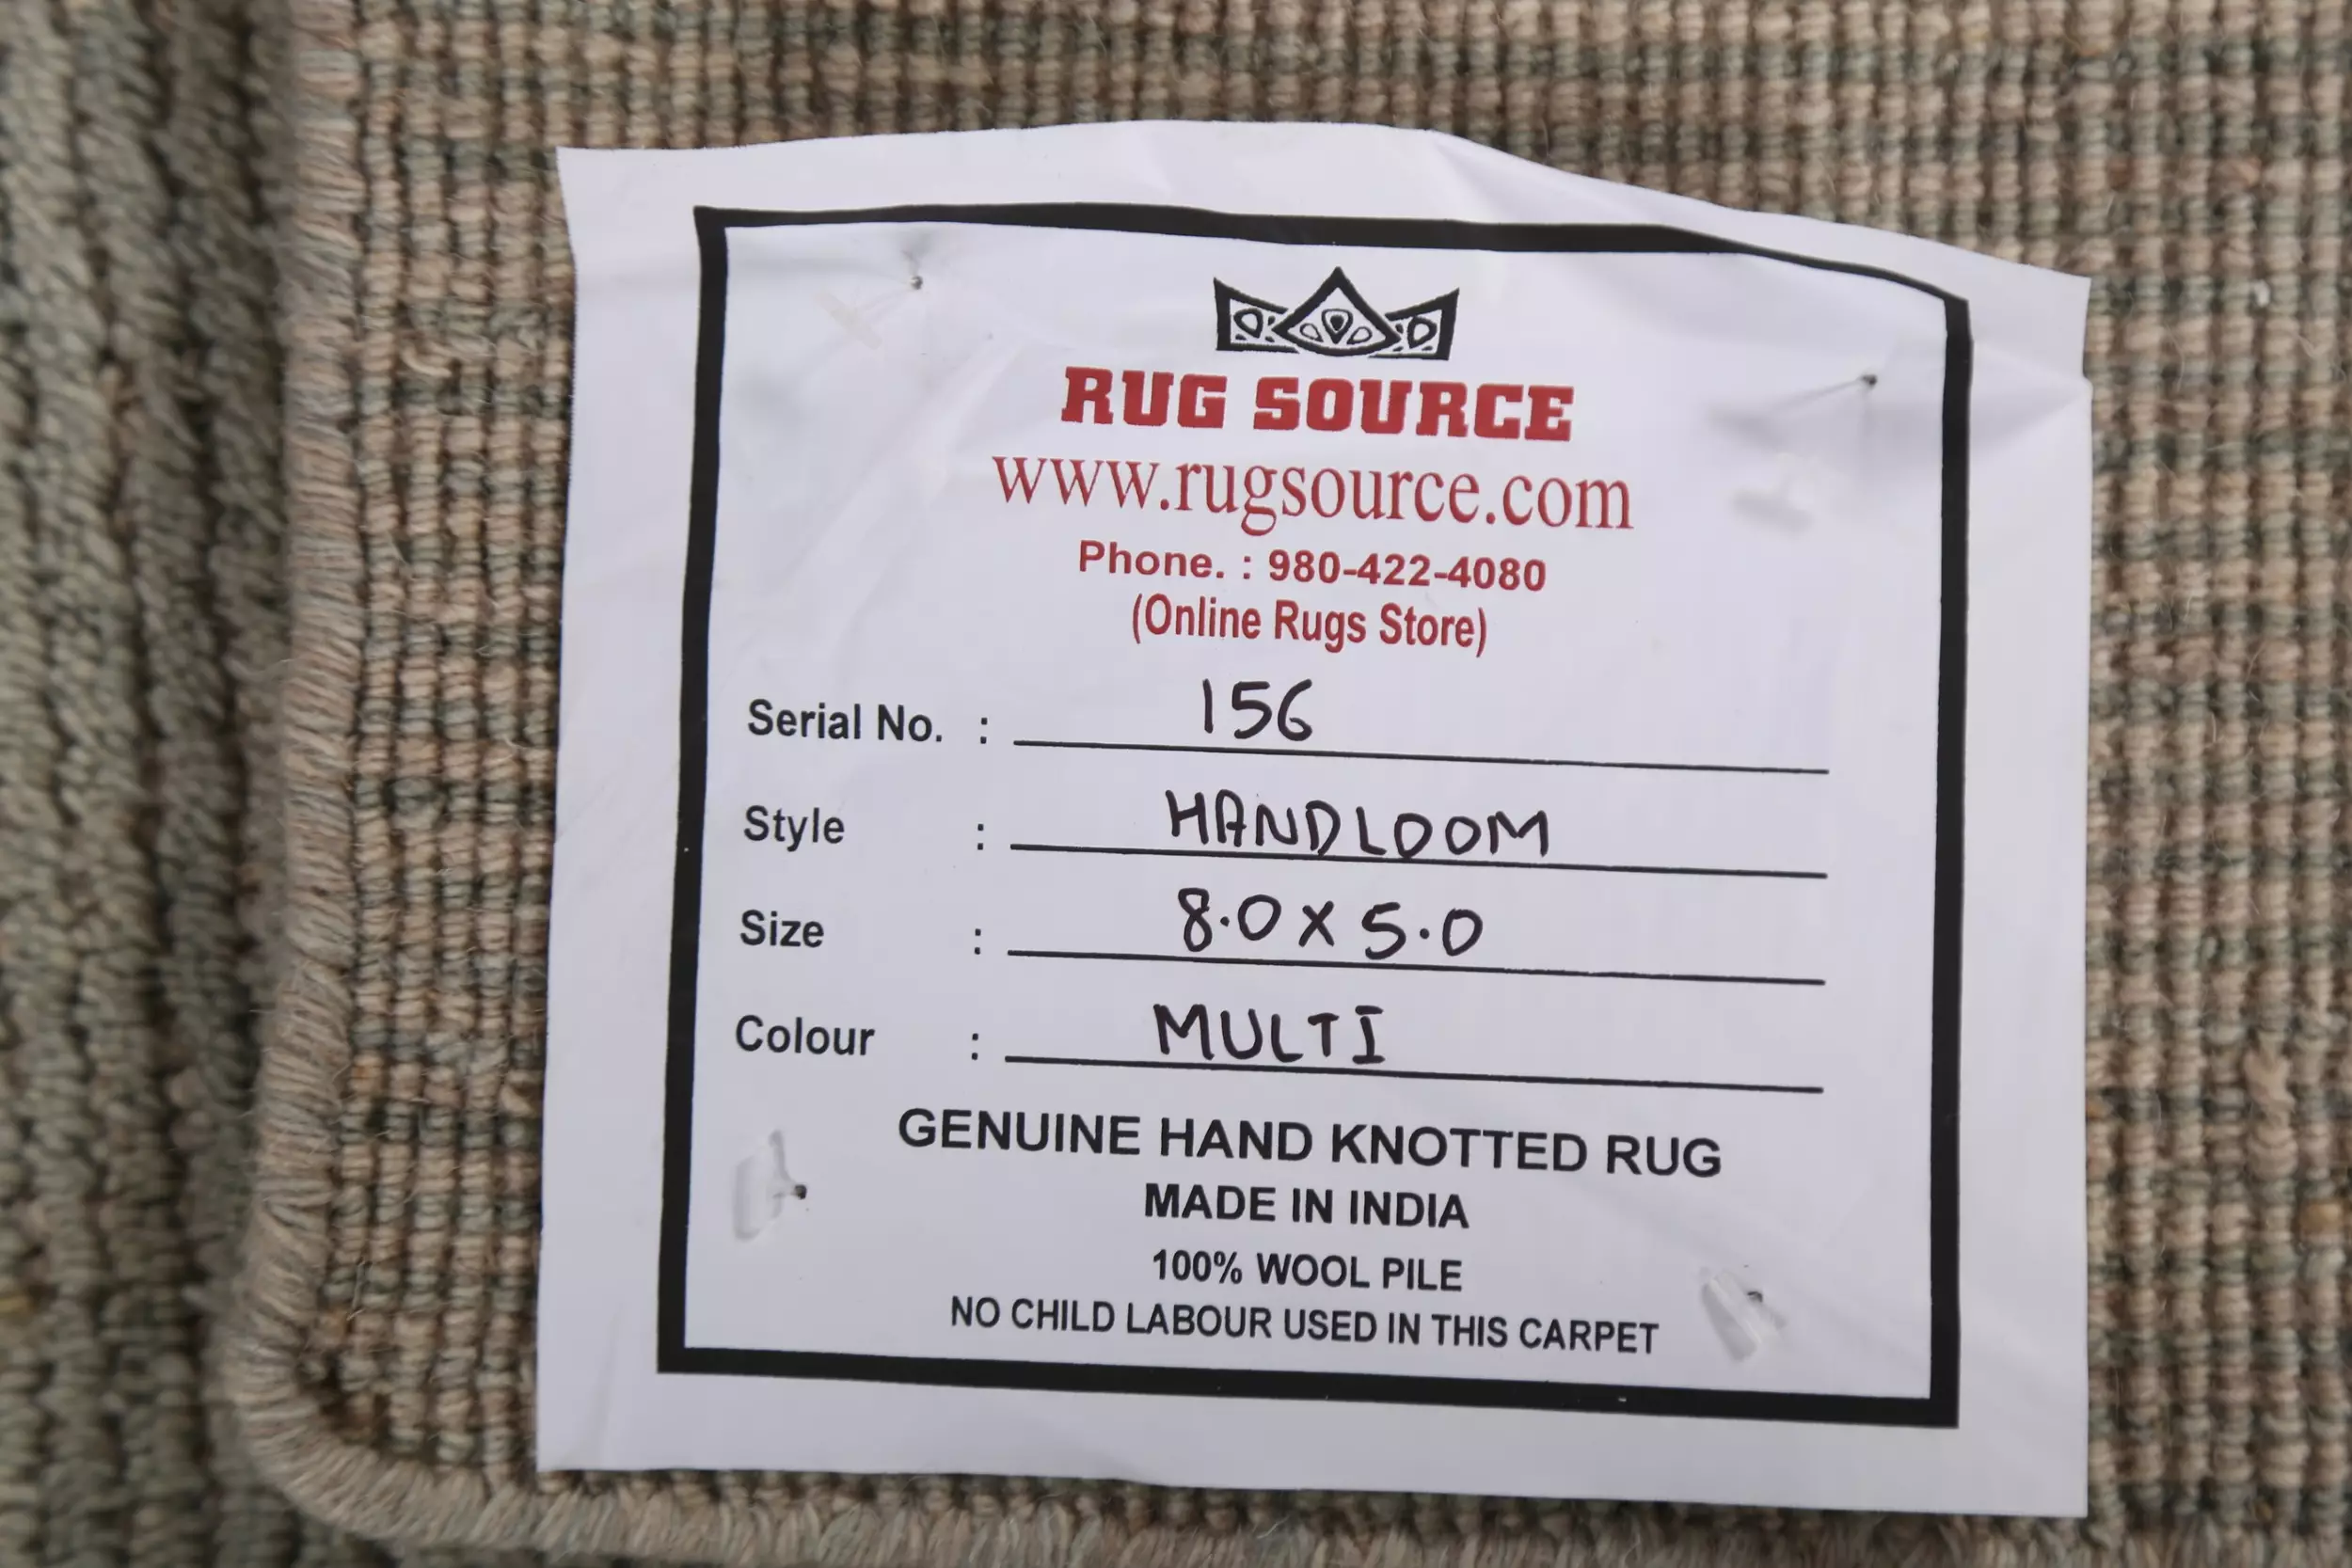 RUG SOURCE
www.rugsource.com
Phone. : 980-422-4080
(Online Rugs Store)
Serial No. : 156
Style : HANDLOOM
Size : 8.0 X 5.0
Colour : MULTI
GENUINE HAND KNOTTED RUG
MADE IN INDIA
100% WOOL PILE
NO CHILD LABOUR USED IN THIS CARPET